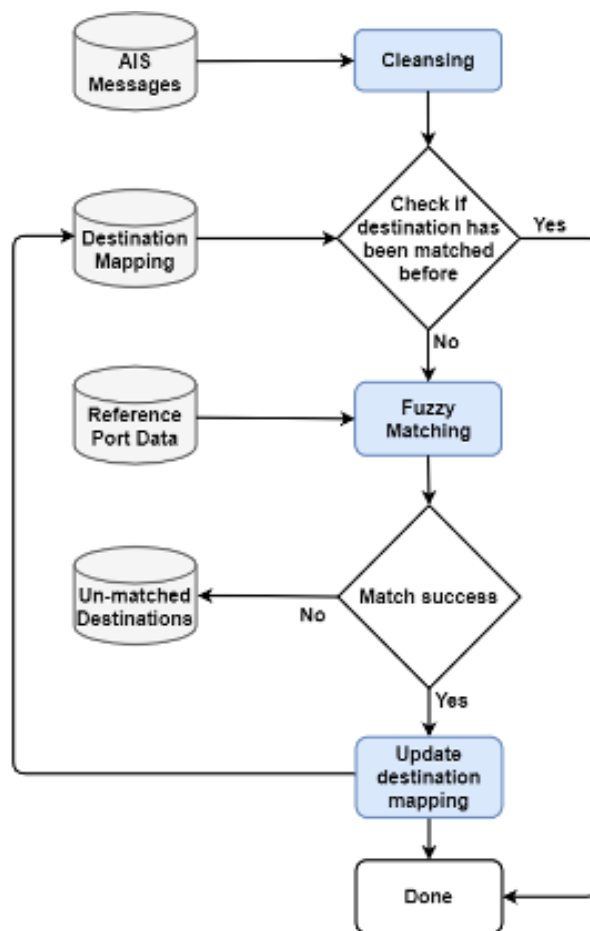 AIS
Messages
Cleansing
Destination
Mapping
Check if
destination has
been matched
before
Yes
No
Reference
Port Data
Fuzzy
Matching
Un-matched
Destinations
No
Match success
Yes
Update
destination
mapping
Done